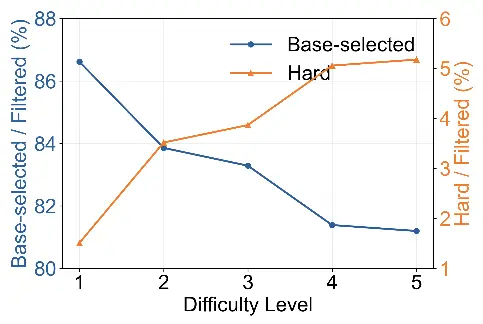 Base-selected / Filtered (%)
88
86
84
82
80
Base-selected
Hard
6
5
4
3
2
1
Hard / Filtered (%)
1 2 3 4 5
Difficulty Level